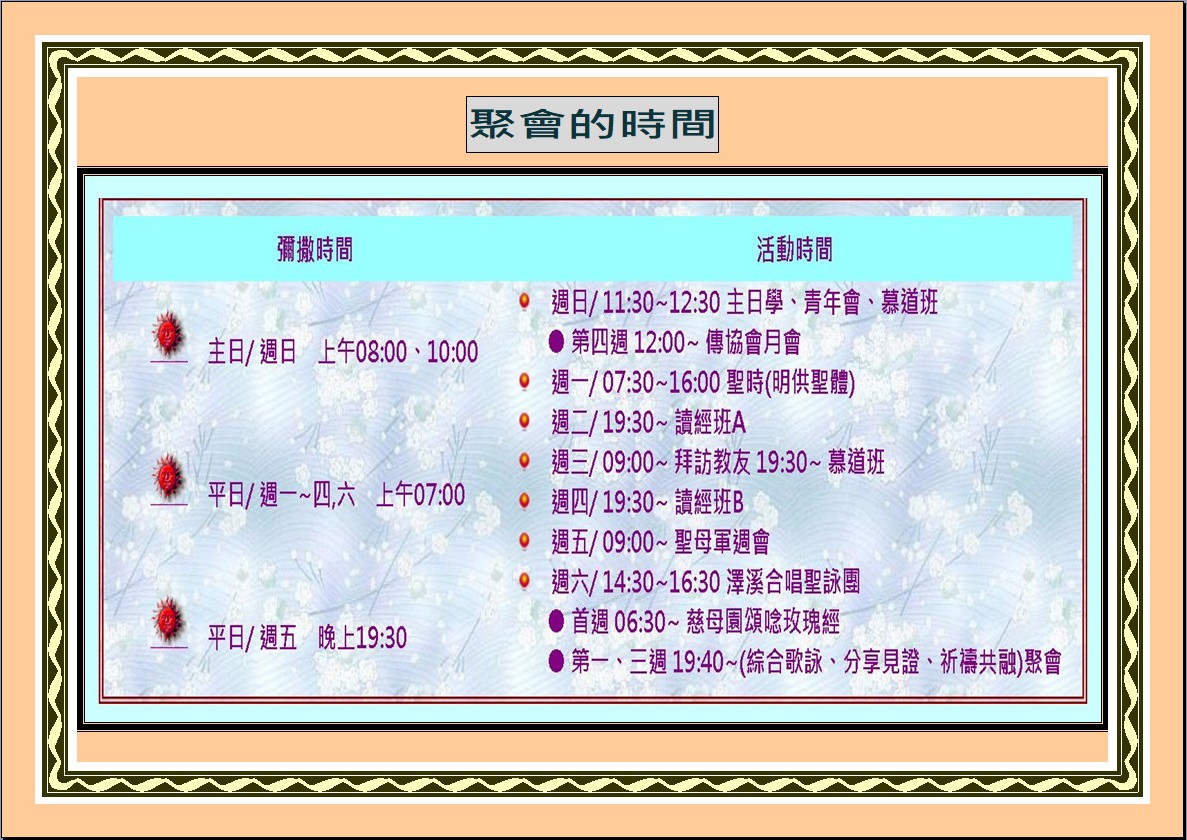 聚會的時間
彌撒時間
活動時間
主日/ 週日 上午08:00、10:00
平日/ 週一~四,六 上午07:00
平日/ 週五 晚上19:30
週日/ 11:30~12:30 主日學、青年會、慕道班
第四週 12:00~ 傳協會月會
週一/ 07:30~16:00 聖時(明供聖體)
週二/ 19:30~ 讀經班A
週三/ 09:00~ 拜訪教友 19:30~ 慕道班
週四/ 19:30~ 讀經班B
週五/ 09:00~ 聖母軍週會
週六/ 14:30~16:30 澤溪合唱聖詠團
首週 06:30~ 慈母園頌唸玫瑰經
第一、三週 19:40~(綜合歌詠、分享見證、祈禱共融)聚會